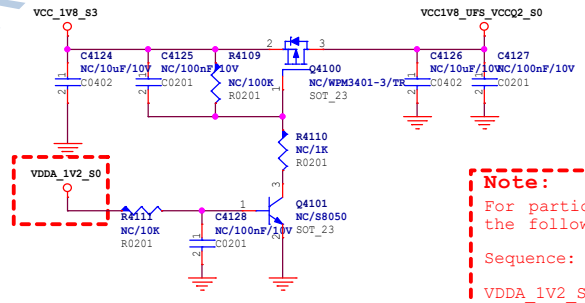 VCC_1V8_S3
VCC1V8_UFS_VCCQ2_S0
C4124
NC/10uF/10V
C0402
C4125
NC/100nF/10V
C0201
R4109
NC/100K
R0201
2
3
1
Q4100
NC/WPM3401-3/TR
SOT_23
C4126
NC/10uF/10V
C0402
C4127
NC/100nF/10V
C0201
R4110
NC/1K
R0201
VDDA_1V2_S0
R4111
NC/10K
R0201
C4128
NC/100nF/10V
C0201
1
3
2
Q4101
NC/S8050
SOT_23
Note:
For partic
the follow
Sequence:
VDDA_1V2_S